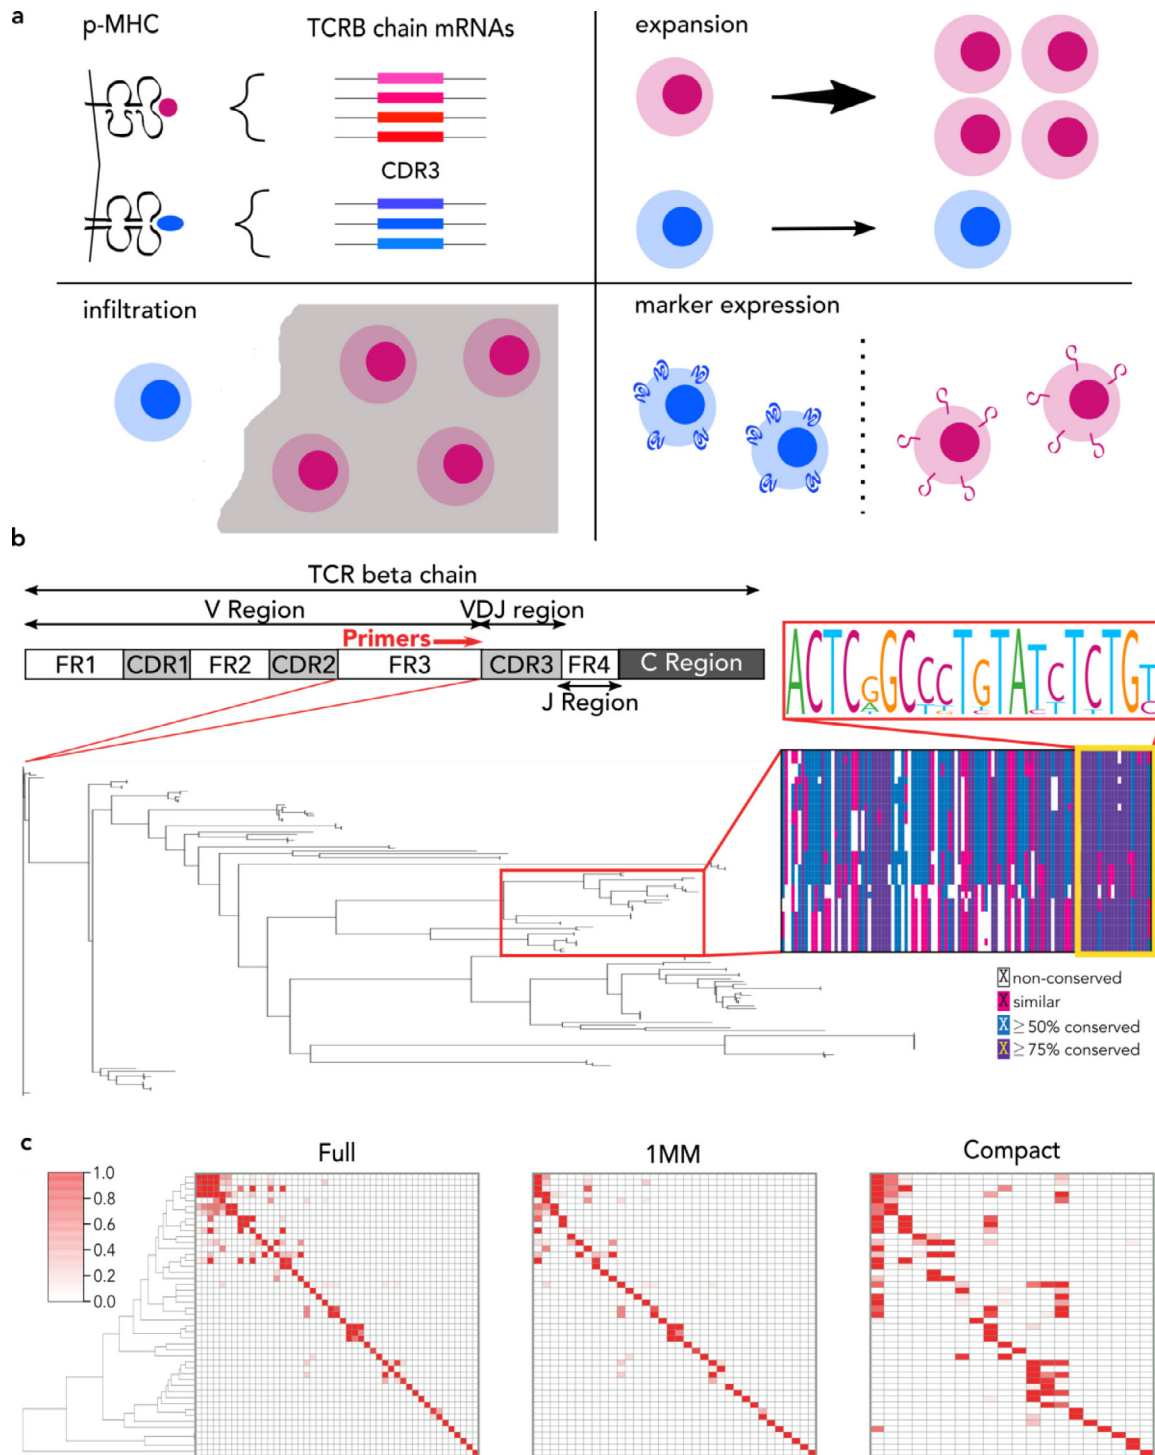 a
p-MHC
TCRB chain mRNAs
CDR3
expansion
infiltration
marker expression
b
TCR beta chain
V Region
VDJ region
Primers
FR1
CDR1
FR2
CDR2
FR3
CDR3
FR4
C Region
J Region
ACTCGGCCCTGTATCTCTGT
X non-conserved
X similar
X ≥50% conserved
X ≥75% conserved
c
Full
1MM
Compact
1.0
0.8
0.6
0.4
0.2
0.0